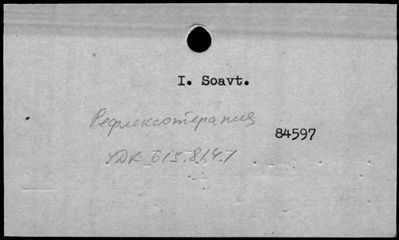 I. Soavt.
Рефлексотерапия
84597
УДК 615.814.1